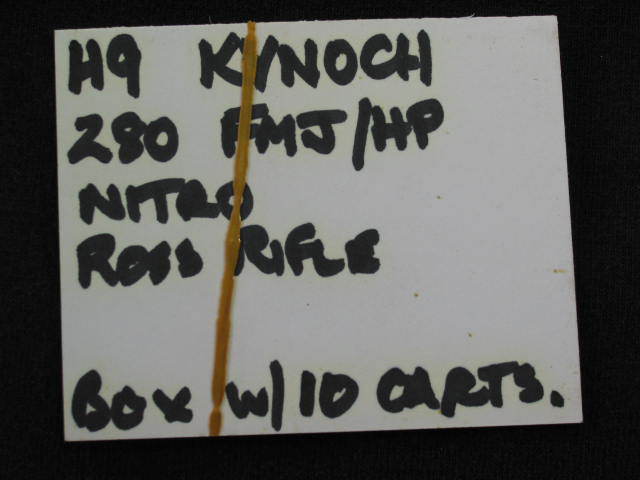 H9 KYNOCH
280 FMJ/HP
NITRO
ROSS RIFLE
BOX W/ 10 CARTS.